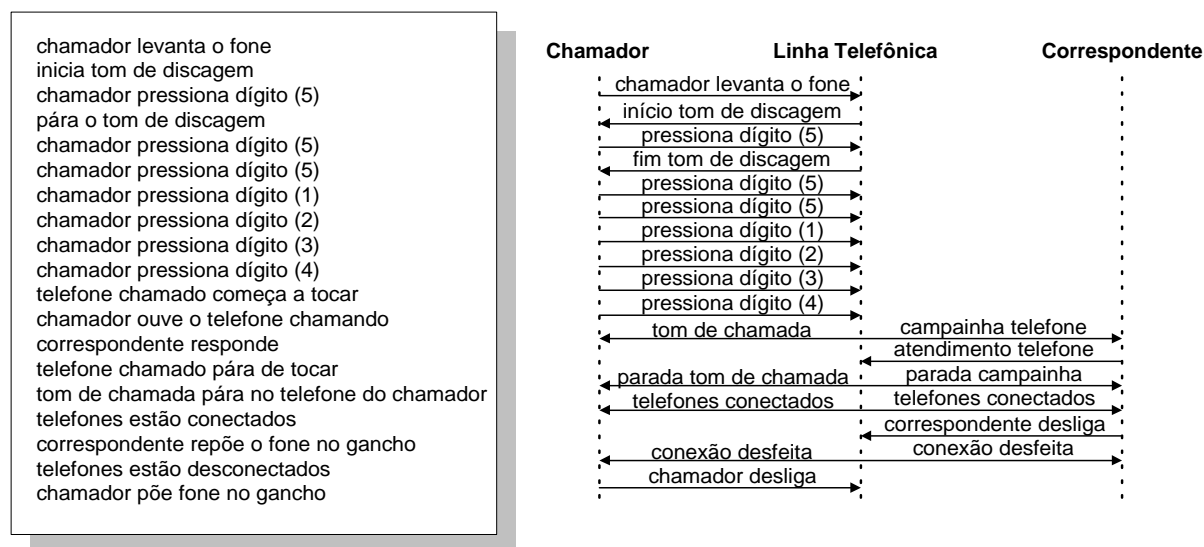 chamador levanta o fone
inicia tom de discagem
chamador pressiona dígito (5)
pára o tom de discagem
chamador pressiona dígito (5)
chamador pressiona dígito (5)
chamador pressiona dígito (1)
chamador pressiona dígito (2)
chamador pressiona dígito (3)
chamador pressiona dígito (4)
telefone chamado começa a tocar
chamador ouve o telefone chamando
correspondente responde
telefone chamado pára de tocar
tom de chamada pára no telefone do chamador
telefones estão conectados
correspondente repõe o fone no gancho
telefones estão desconectados
chamador põe fone no gancho
Chamador Linha Telefônica Correspondente
chamador levanta o fone
início tom de discagem
pressiona dígito (5)
fim tom de discagem
pressiona dígito (5)
pressiona dígito (5)
pressiona dígito (1)
pressiona dígito (2)
pressiona dígito (3)
pressiona dígito (4)
tom de chamada campainha telefone
atendimento telefone
parada tom de chamada parada campainha
telefones conectados telefones conectados
correspondente desliga
conexão desfeita conexão desfeita
chamador desliga